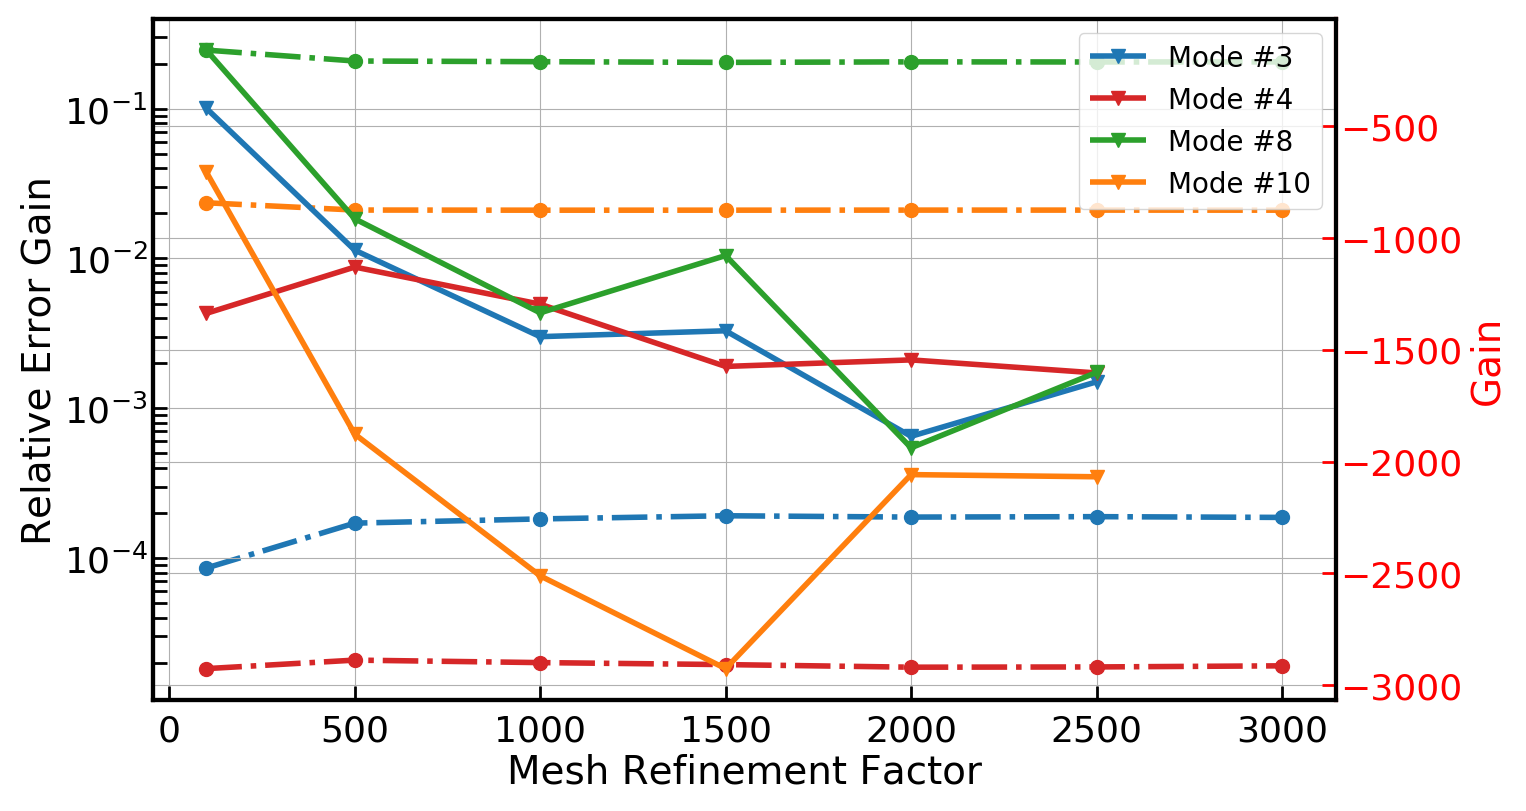 Relative Error Gain
10⁻¹
10⁻²
10⁻³
10⁻⁴
Mode #3
Mode #4
Mode #8
Mode #10
−500
−1000
−1500
−2000
−2500
−3000
Gain
0 500 1000 1500 2000 2500 3000
Mesh Refinement Factor